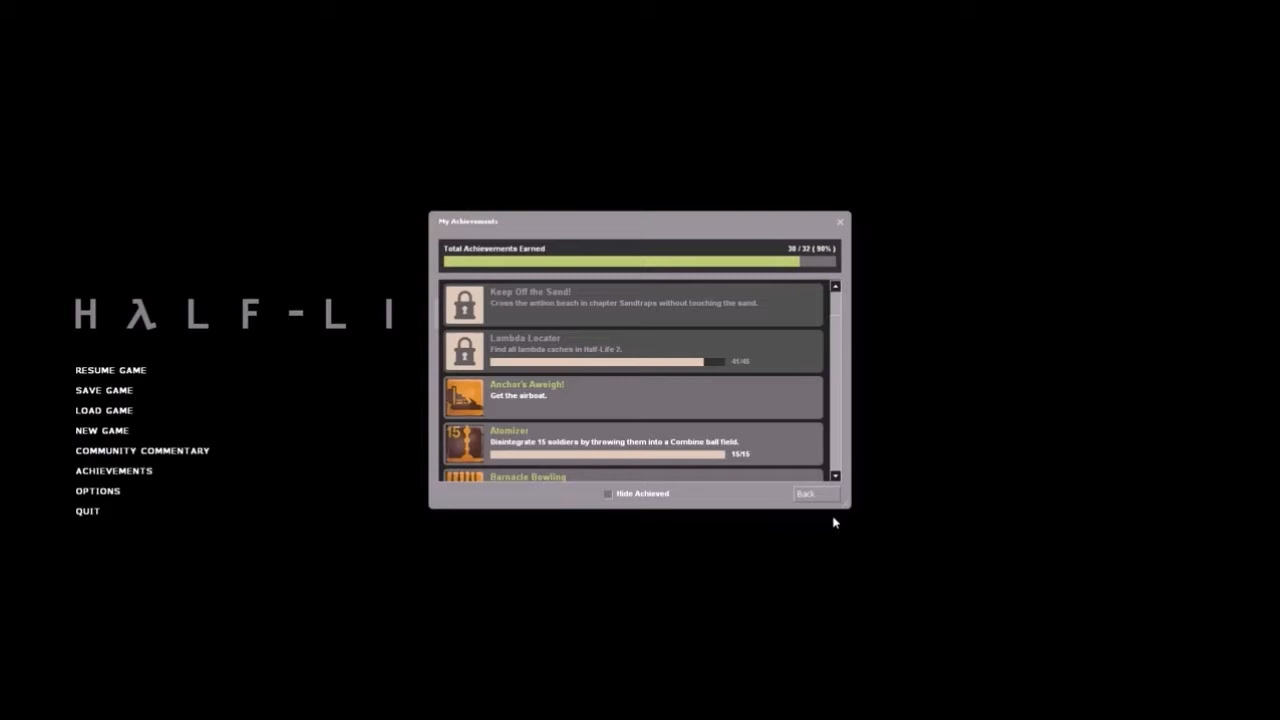 My Achievements
Total Achievements Earned 30 / 32 ( 90% )
Keep Off the Sand!
Cross the antlion beach in chapter Sandtraps without touching the sand.
Lambda Locator
Find all lambda caches in Half-Life 2.
41/45
Anchor's Aweigh!
Get the airboat.
15
Atomizer
Disintegrate 15 soldiers by throwing them into a Combine ball field.
15/15
Barnacle Bowling
Hide Achieved
Back
HλLF-LI
RESUME GAME
SAVE GAME
LOAD GAME
NEW GAME
COMMUNITY COMMENTARY
ACHIEVEMENTS
OPTIONS
QUIT